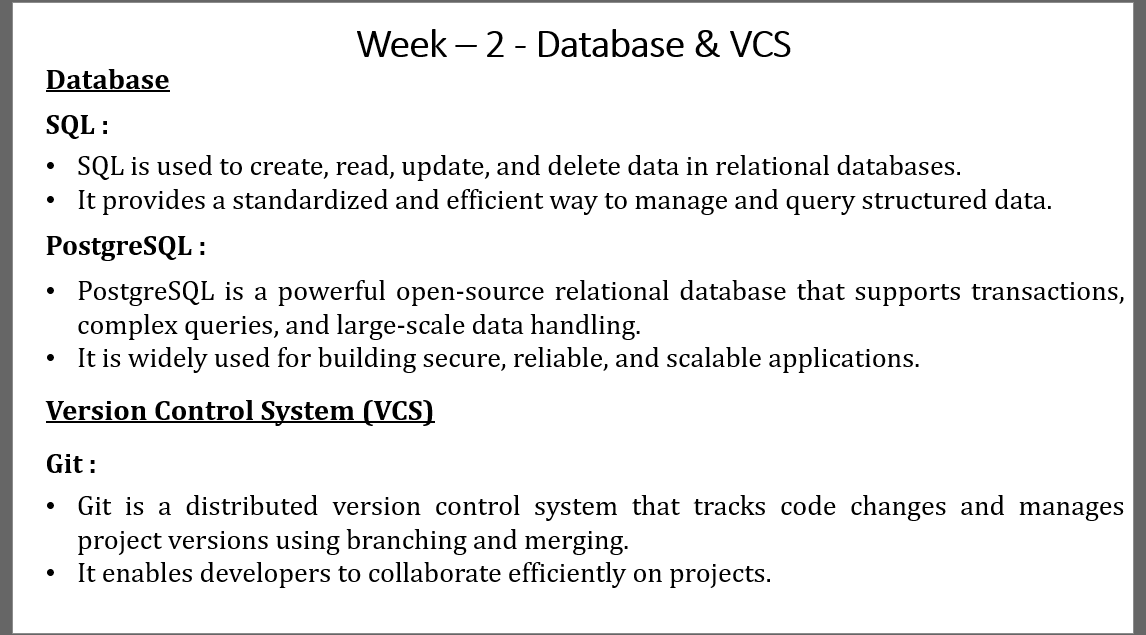 Week – 2 - Database & VCS
Database
SQL :
• SQL is used to create, read, update, and delete data in relational databases.
• It provides a standardized and efficient way to manage and query structured data.
PostgreSQL :
• PostgreSQL is a powerful open-source relational database that supports transactions,
complex queries, and large-scale data handling.
• It is widely used for building secure, reliable, and scalable applications.
Version Control System (VCS)
Git :
• Git is a distributed version control system that tracks code changes and manages
project versions using branching and merging.
• It enables developers to collaborate efficiently on projects.